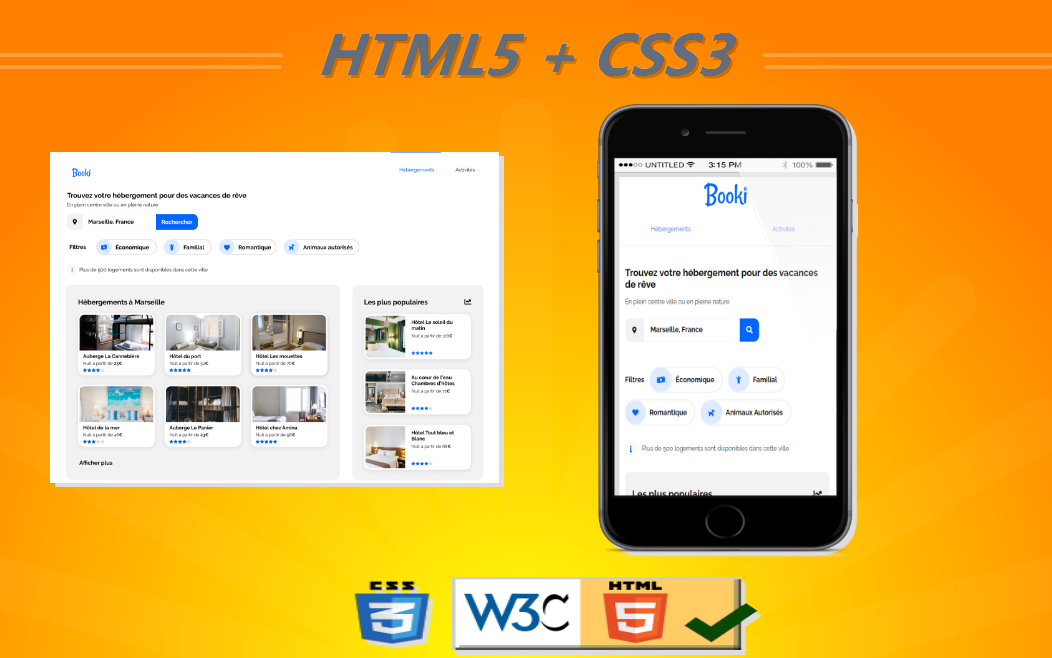 HTML5 + CSS3
Booki
Hébergements
Activités
Trouvez votre hébergement pour des vacances de rêve
En plein centre ville ou en pleine nature
Marseille, France
Rechercher
Filtres
Économique
Familial
Romantique
Animaux autorisés
Plus de 500 logements sont disponibles dans cette ville
Hébergements à Marseille
Auberge La Cannebière
Nuit à partir de 25€
Hôtel du port
Nuit à partir de 52€
Hôtel Les mouettes
Nuit à partir de 76€
Hôtel de la mer
Nuit à partir de 46€
Auberge Le Panier
Nuit à partir de 23€
Hôtel chez Amina
Nuit à partir de 96€
Afficher plus
Les plus populaires
Hôtel Le soleil du
matin
Nuit à partir de 128€
Au cœur de l'eau
Chambres d'hôtes
Nuit à partir de 71€
Hôtel Tout bleu et
Blanc
Nuit à partir de 68€
UNTITLED
3:15 PM
100%
Booki
Hébergements
Activités
Trouvez votre hébergement pour des vacances
de rêve
En plein centre ville ou en pleine nature
Marseille, France
Filtres
Économique
Familial
Romantique
Animaux Autorisés
Plus de 500 logements sont disponibles dans cette ville
Les plus populaires
CSS
3
W3C
HTML
5